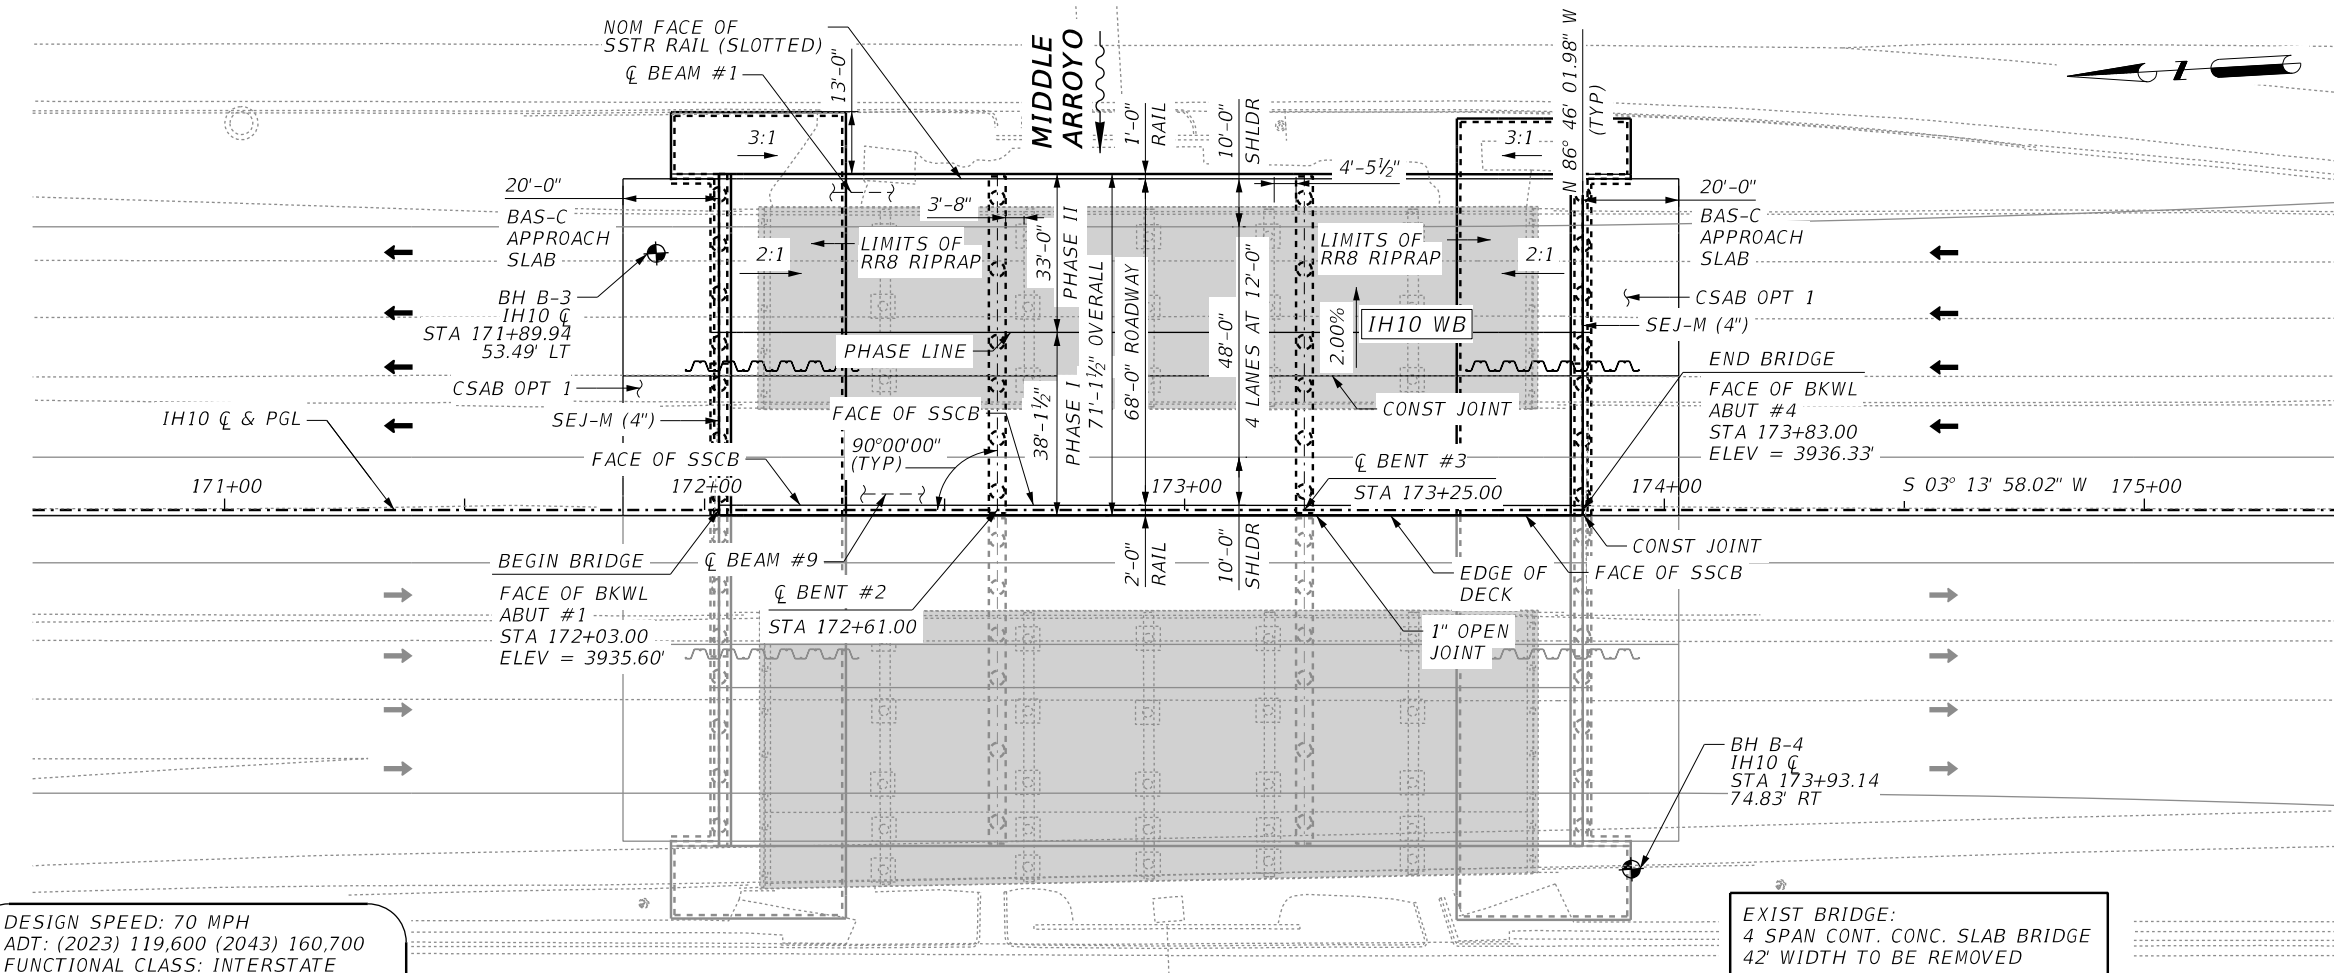 NOM FACE OF
SSTR RAIL (SLOTTED)
℄ BEAM #1
13'-0"
MIDDLE
ARROYO
1'-0"
RAIL
10'-0"
SHLDR
N 86° 46' 01.98" W
(TYP)
N
3:1
3:1
4'-5½"
20'-0"
BAS-C
APPROACH
SLAB
3'-8"
20'-0"
BAS-C
APPROACH
SLAB
2:1
LIMITS OF
RR8 RIPRAP
33'-0"
PHASE II
71'-1½" OVERALL
68'-0" ROADWAY
48'-0"
4 LANES AT 12'-0"
LIMITS OF
RR8 RIPRAP
2:1
BH B-3
IH10 ℄
STA 171+89.94
53.49' LT
CSAB OPT 1
2.00%
IH10 WB
SEJ-M (4")
PHASE LINE
END BRIDGE
CSAB OPT 1
FACE OF BKWL
ABUT #4
STA 173+83.00
ELEV = 3936.33'
38'-1½"
PHASE I
CONST JOINT
IH10 ℄ & PGL
SEJ-M (4")
FACE OF SSCB
90°00'00"
(TYP)
FACE OF SSCB
℄ BENT #3
STA 173+25.00
171+00
172+00
173+00
174+00
S 03° 13' 58.02" W
175+00
BEGIN BRIDGE
FACE OF BKWL
ABUT #1
STA 172+03.00
ELEV = 3935.60'
℄ BEAM #9
℄ BENT #2
STA 172+61.00
2'-0"
RAIL
10'-0"
SHLDR
CONST JOINT
EDGE OF
DECK
FACE OF SSCB
1" OPEN
JOINT
BH B-4
IH10 ℄
STA 173+93.14
74.83' RT
DESIGN SPEED: 70 MPH
ADT: (2023) 119,600 (2043) 160,700
FUNCTIONAL CLASS: INTERSTATE
EXIST BRIDGE:
4 SPAN CONT. CONC. SLAB BRIDGE
42' WIDTH TO BE REMOVED